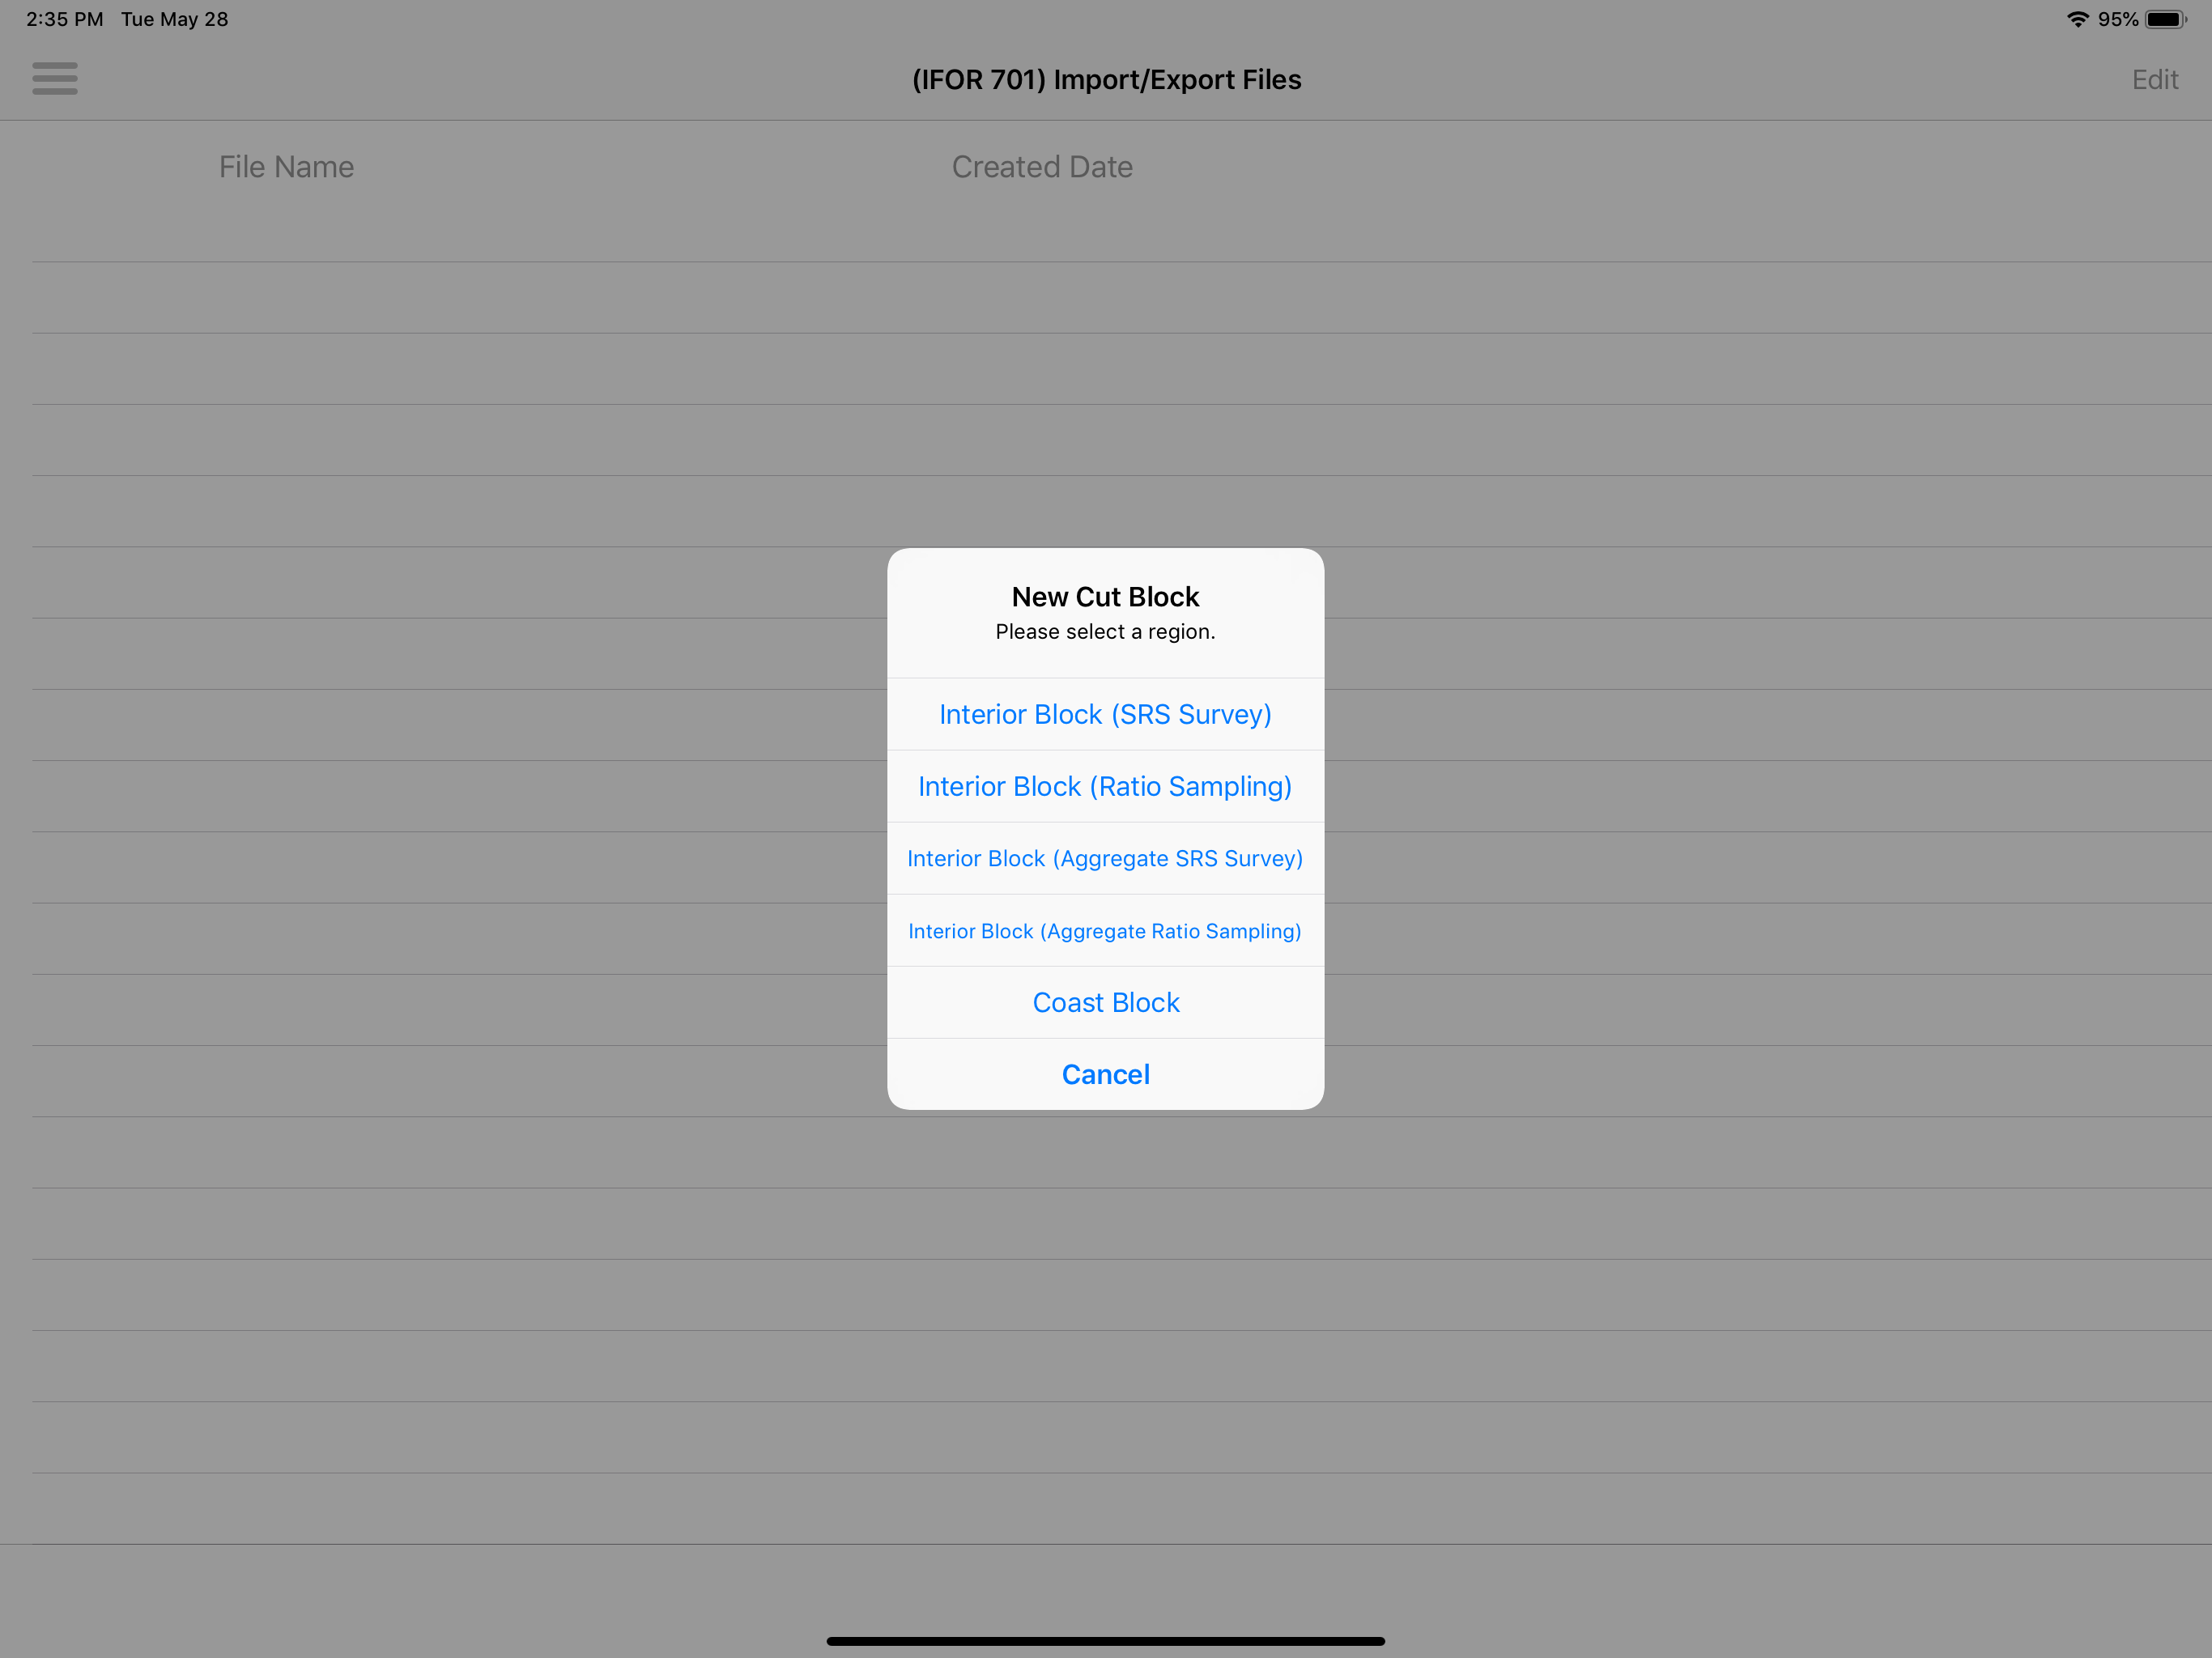 2:35 PM Tue May 28
95%
(IFOR 701) Import/Export Files
Edit
File Name
Created Date
New Cut Block
Please select a region.
Interior Block (SRS Survey)
Interior Block (Ratio Sampling)
Interior Block (Aggregate SRS Survey)
Interior Block (Aggregate Ratio Sampling)
Coast Block
Cancel